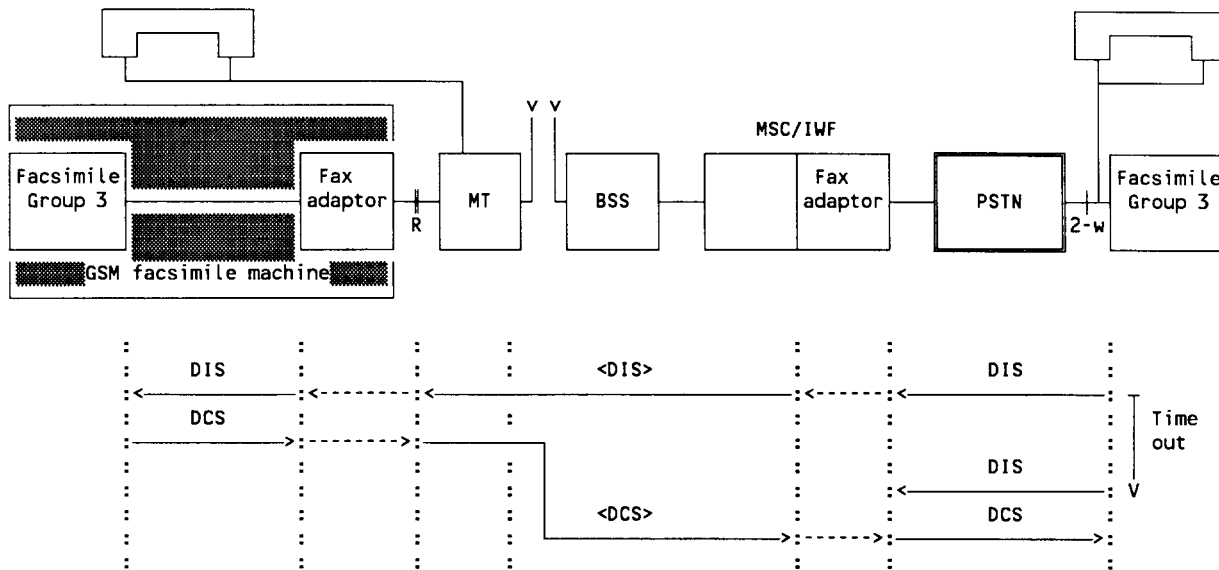 V V
MSC/IWF
Facsimile
Group 3
Fax
adaptor
R
MT
BSS
Fax
adaptor
PSTN
2-w
Facsimile
Group 3
GSM facsimile machine
DIS
<DIS>
DIS
DCS
Time
out
DIS
V
<DCS>
DCS